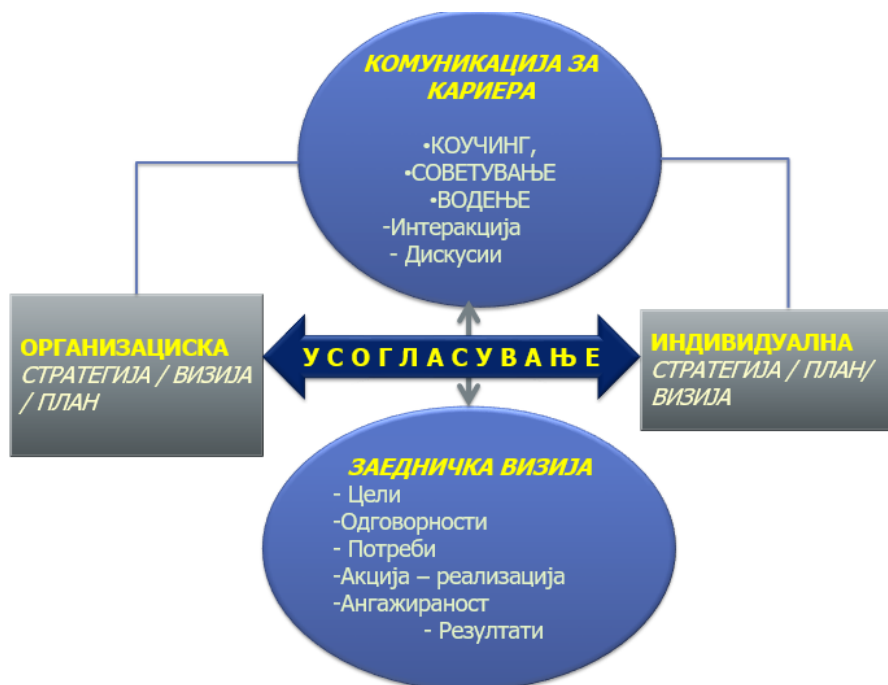 КОМУНИКАЦИЈА ЗА
КАРИЕРА
•КОУЧИНГ,
•СОВЕТУВАЊЕ
•ВОДЕЊЕ
-Интеракција
- Дискусии
ОРГАНИЗАЦИСКА
СТРАТЕГИЈА / ВИЗИЈА
/ ПЛАН
У С О Г Л А С У В А Њ Е
ИНДИВИДУАЛНА
СТРАТЕГИЈА / ПЛАН/
ВИЗИЈА
ЗАЕДНИЧКА ВИЗИЈА
- Цели
-Одговорности
- Потреби
-Акција – реализација
-Ангажираност
- Резултати